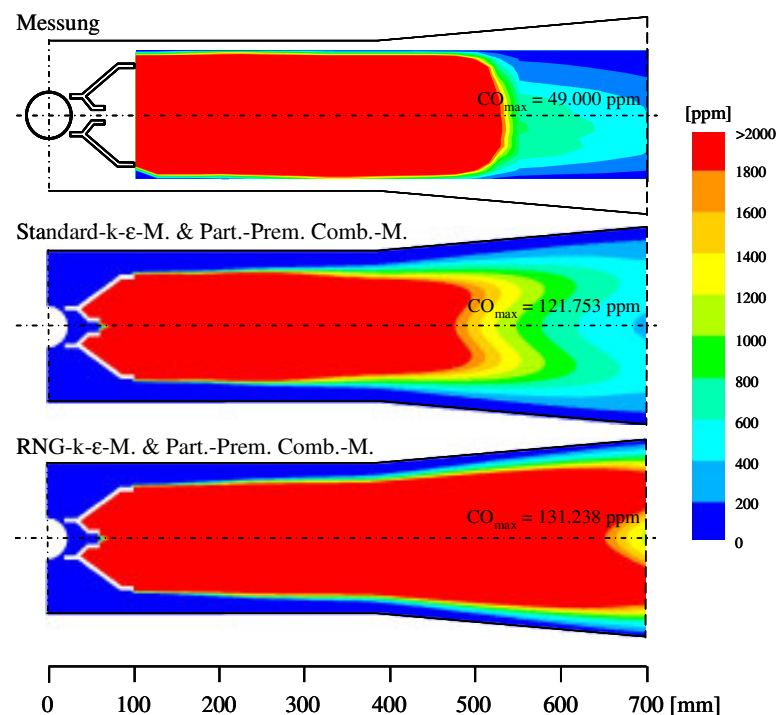 Messung
CO_max = 49.000 ppm
[ppm]
>2000
1800
1600
1400
1200
1000
800
600
400
200
0
Standard-k-ε-M. & Part.-Prem. Comb.-M.
CO_max = 121.753 ppm
RNG-k-ε-M. & Part.-Prem. Comb.-M.
CO_max = 131.238 ppm
0 100 200 300 400 500 600 700 [mm]